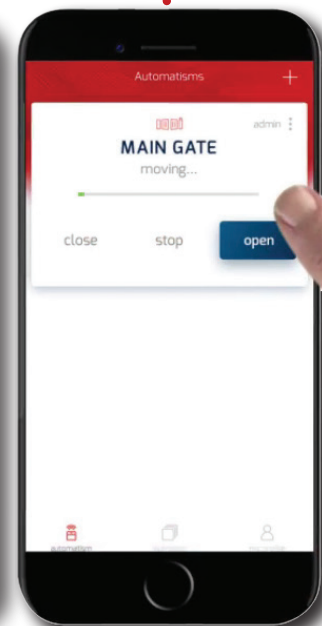 Automatisms
admin
MAIN GATE
moving...
close stop open
automatism